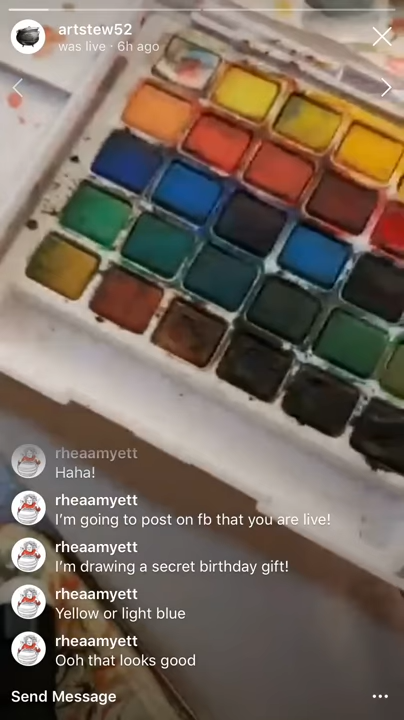 artstew52
was live · 6h ago
rheaamyett
Haha!
rheaamyett
I'm going to post on fb that you are live!
rheaamyett
I'm drawing a secret birthday gift!
rheaamyett
Yellow or light blue
rheaamyett
Ooh that looks good
Send Message